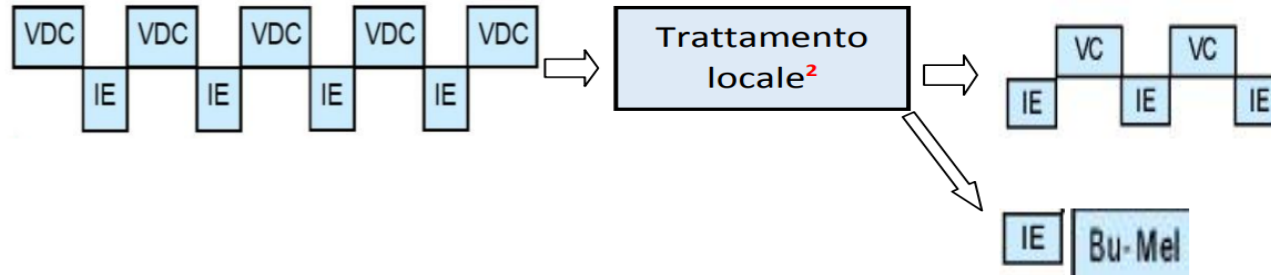 VDC VDC VDC VDC VDC
IE IE IE IE
Trattamento
locale²
VC VC
IE IE IE
IE Bu-Mel